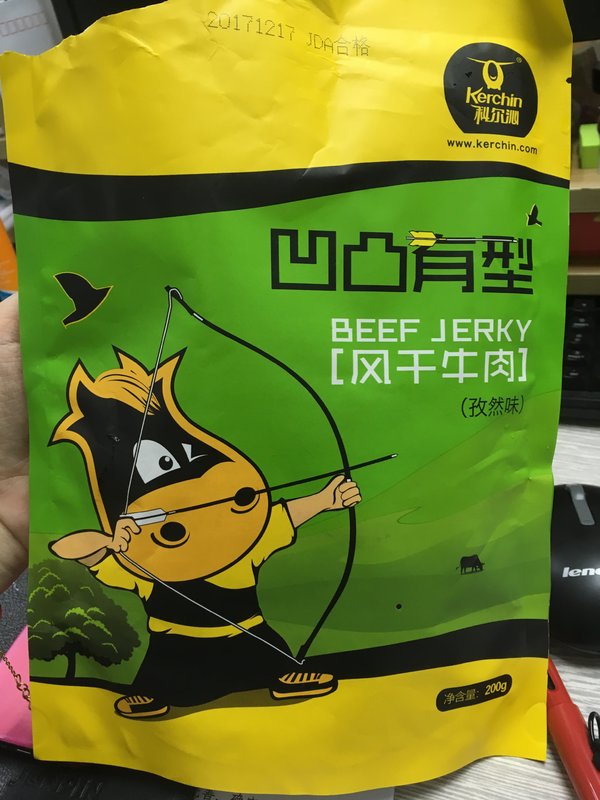 20171217 JDA合格
Kerchin
科尔沁
www.kerchin.com
凹凸有型
BEEF JERKY
[风干牛肉]
(孜然味)
净含量: 200g